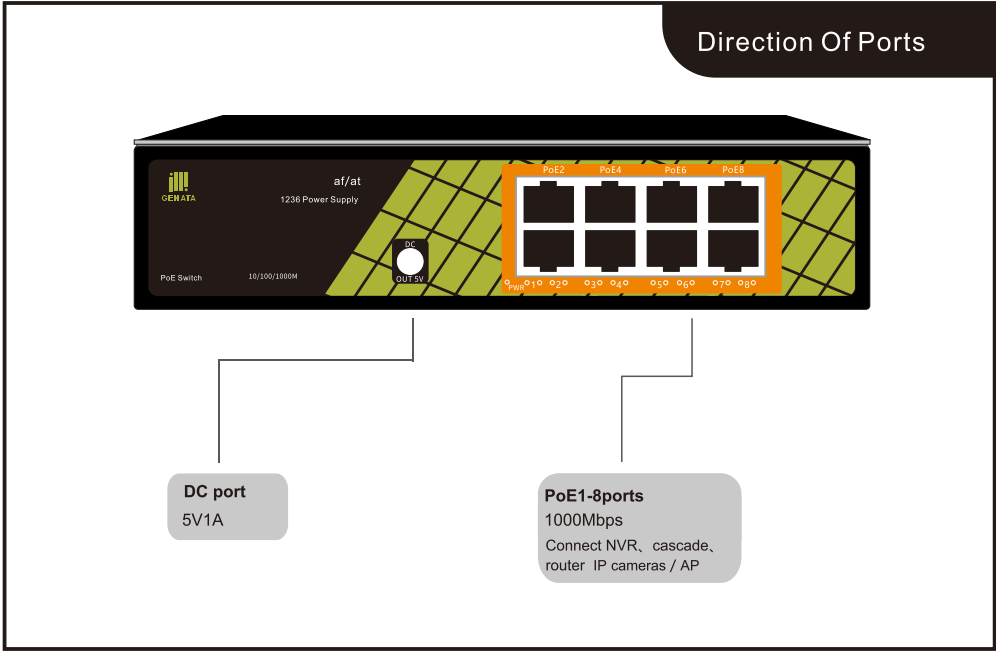 Direction Of Ports
PoE2 PoE4 PoE6 PoE8
GEHATA
af/at
1236 Power Supply
DC
OUT 5V
PoE Switch
10/100/1000M
PWR 1 2 3 4 5 6 7 8
DC port
5V1A
PoE1-8ports
1000Mbps
Connect NVR、cascade、
router IP cameras / AP